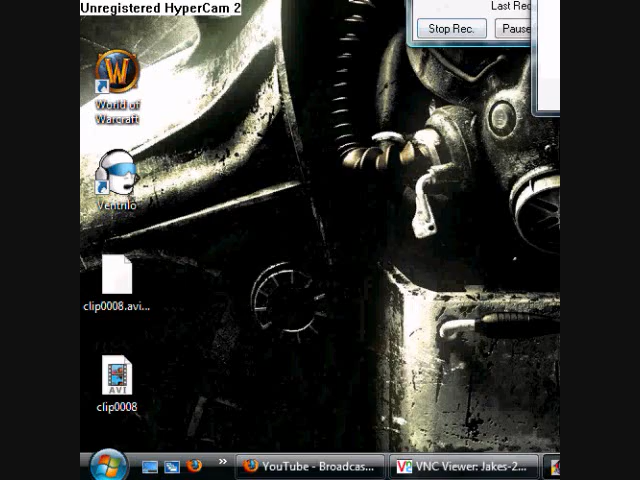 Unregistered HyperCam 2
Last Rec
Stop Rec.
Pause
World of
Warcraft
Ventrilo
clip0008.avi...
AVI
clip0008
YouTube - Broadcas...
VNC Viewer: Jakes-2...